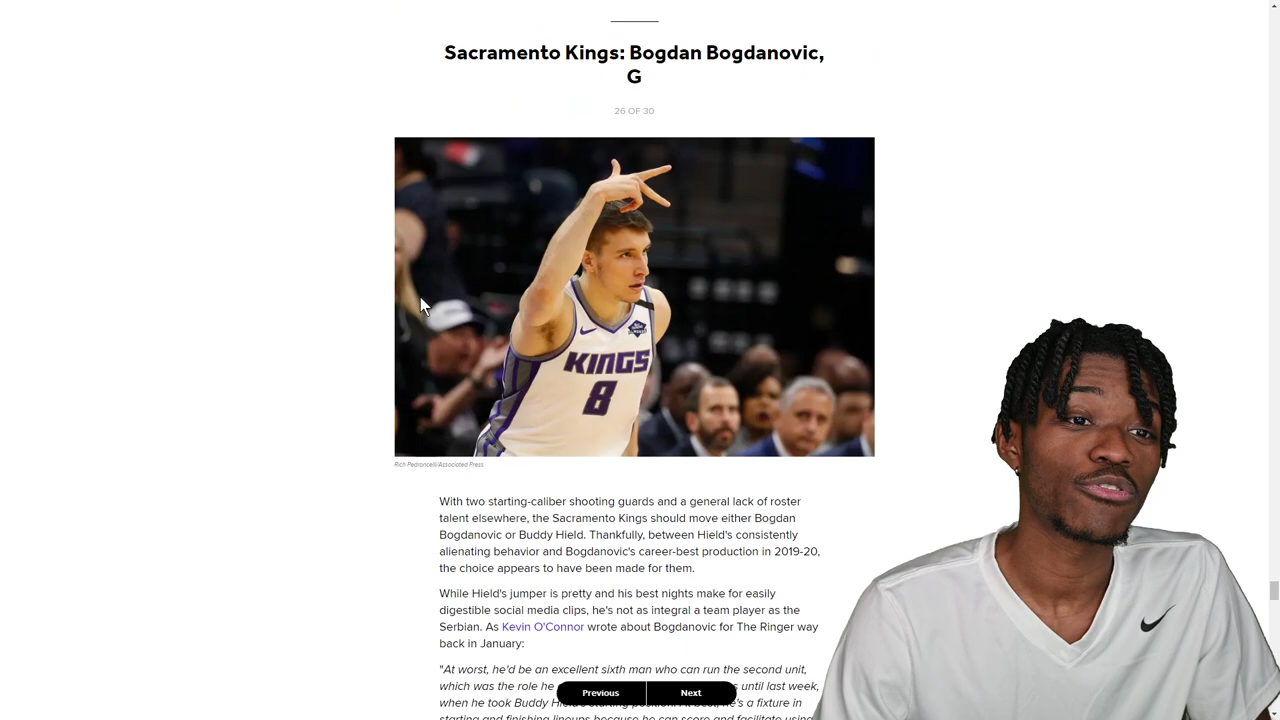 Sacramento Kings: Bogdan Bogdanovic,
G
26 OF 30
KINGS
8
Rich Pedroncelli/Associated Press
With two starting-caliber shooting guards and a general lack of roster
talent elsewhere, the Sacramento Kings should move either Bogdan
Bogdanovic or Buddy Hield. Thankfully, between Hield's consistently
alienating behavior and Bogdanovic's career-best production in 2019-20,
the choice appears to have been made for them.
While Hield's jumper is pretty and his best nights make for easily
digestible social media clips, he's not as integral a team player as the
Serbian. As Kevin O'Connor wrote about Bogdanovic for The Ringer way
back in January:
"At worst, he'd be an excellent sixth man who can run the second unit,
which was the role he until last week,
when he took Buddy he's a fixture in
starting and finishing lineups because he can score and facilitate using
Previous
Next